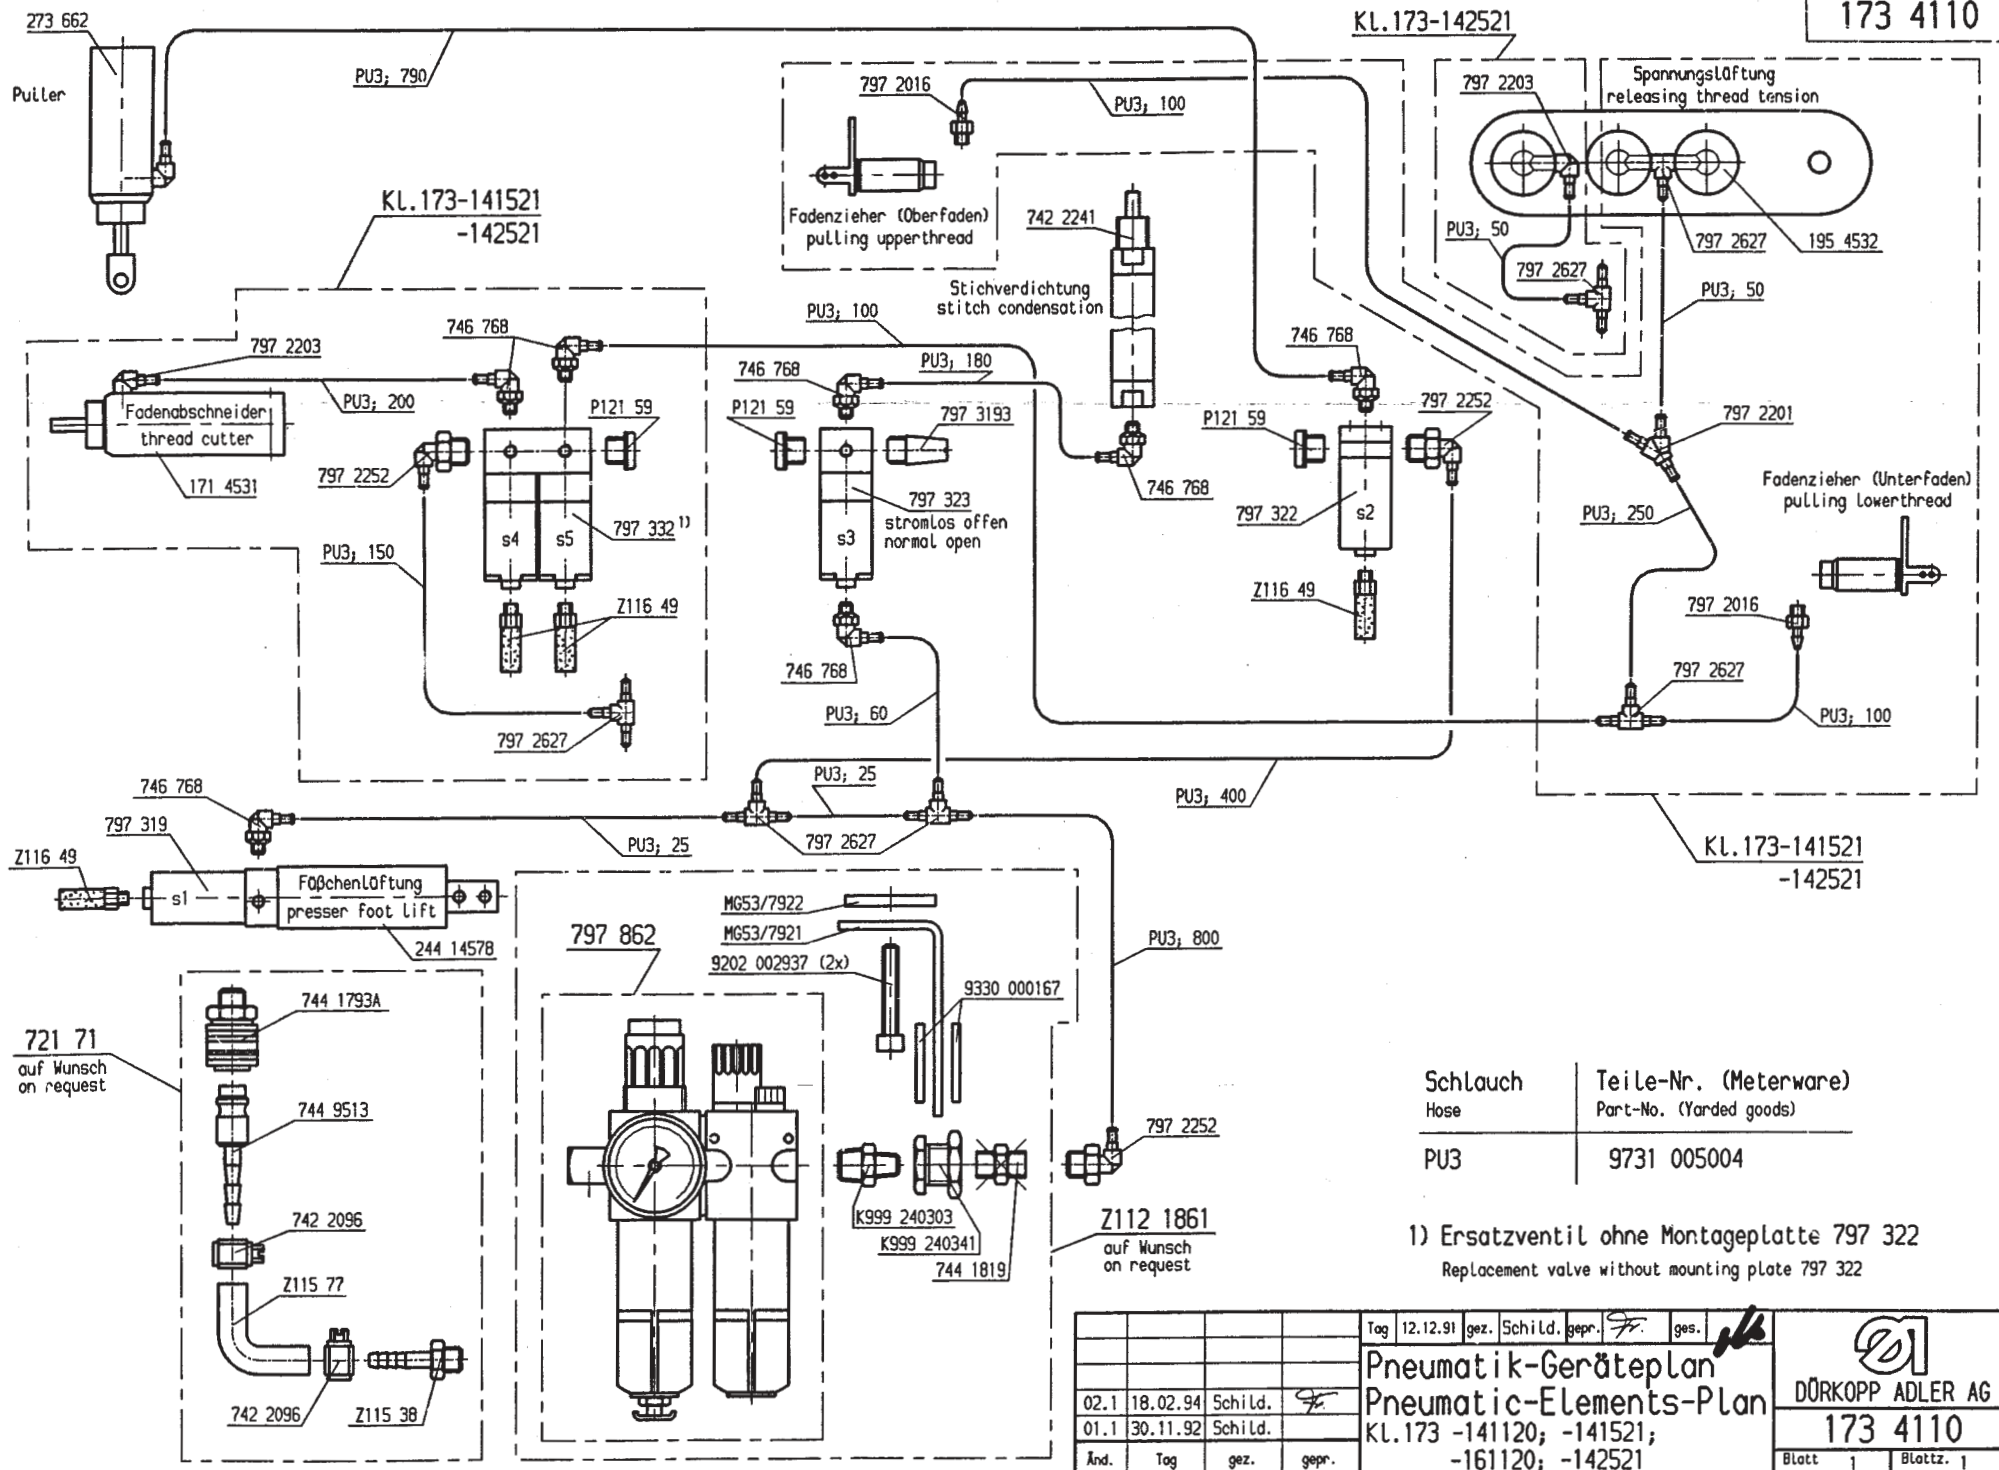 273 662
Puller
PU3; 790
Kl.173-142521
173 4110
797 2016
PU3; 100
797 2203
Spannungslüftung
releasing thread tension
Kl.173-141521
-142521
Fadenzieher (Oberfaden)
pulling upperthread
742 2241
PU3; 50
797 2627
195 4532
797 2627
PU3; 50
Stichverdichtung
stitch condensation
PU3; 100
797 2203
746 768
746 768
PU3; 180
746 768
PU3; 200
Fadenabschneider
thread cutter
P121 59
P121 59
797 3193
P121 59
797 2252
797 2201
797 2252
171 4531
746 768
Fadenzieher (Unterfaden)
pulling lowerthread
797 323
stromlos offen
normal open
797 322
s2
PU3; 250
s4
s5
797 332 1)
s3
PU3; 150
Z116 49
Z116 49
797 2016
746 768
797 2627
PU3; 60
PU3; 100
797 2627
746 768
PU3; 25
PU3; 400
797 319
PU3; 25
797 2627
Kl.173-141521
-142521
Z116 49
s1
Füßchenlüftung
presser foot lift
244 14578
MG53/7922
MG53/7921
797 862
9202 002937 (2x)
PU3; 800
9330 000167
744 1793A
721 71
auf Wunsch
on request
744 9513
Schlauch
Hose
Teile-Nr. (Meterware)
Part-No. (Yarded goods)
PU3
9731 005004
797 2252
742 2096
K999 240303
K999 240341
744 1819
Z112 1861
auf Wunsch
on request
1) Ersatzventil ohne Montageplatte 797 322
Replacement valve without mounting plate 797 322
Z115 77
742 2096
Z115 38
Tag 12.12.91 gez. Schild. gepr. ges.
Pneumatik-Geräteplan
Pneumatic-Elements-Plan
Kl.173 -141120; -141521;
-161120; -142521
DÜRKOPP ADLER AG
173 4110
Blatt 1 Blattz. 1
02.1 18.02.94 Schild.
01.1 30.11.92 Schild.
Änd. Tag gez. gepr.